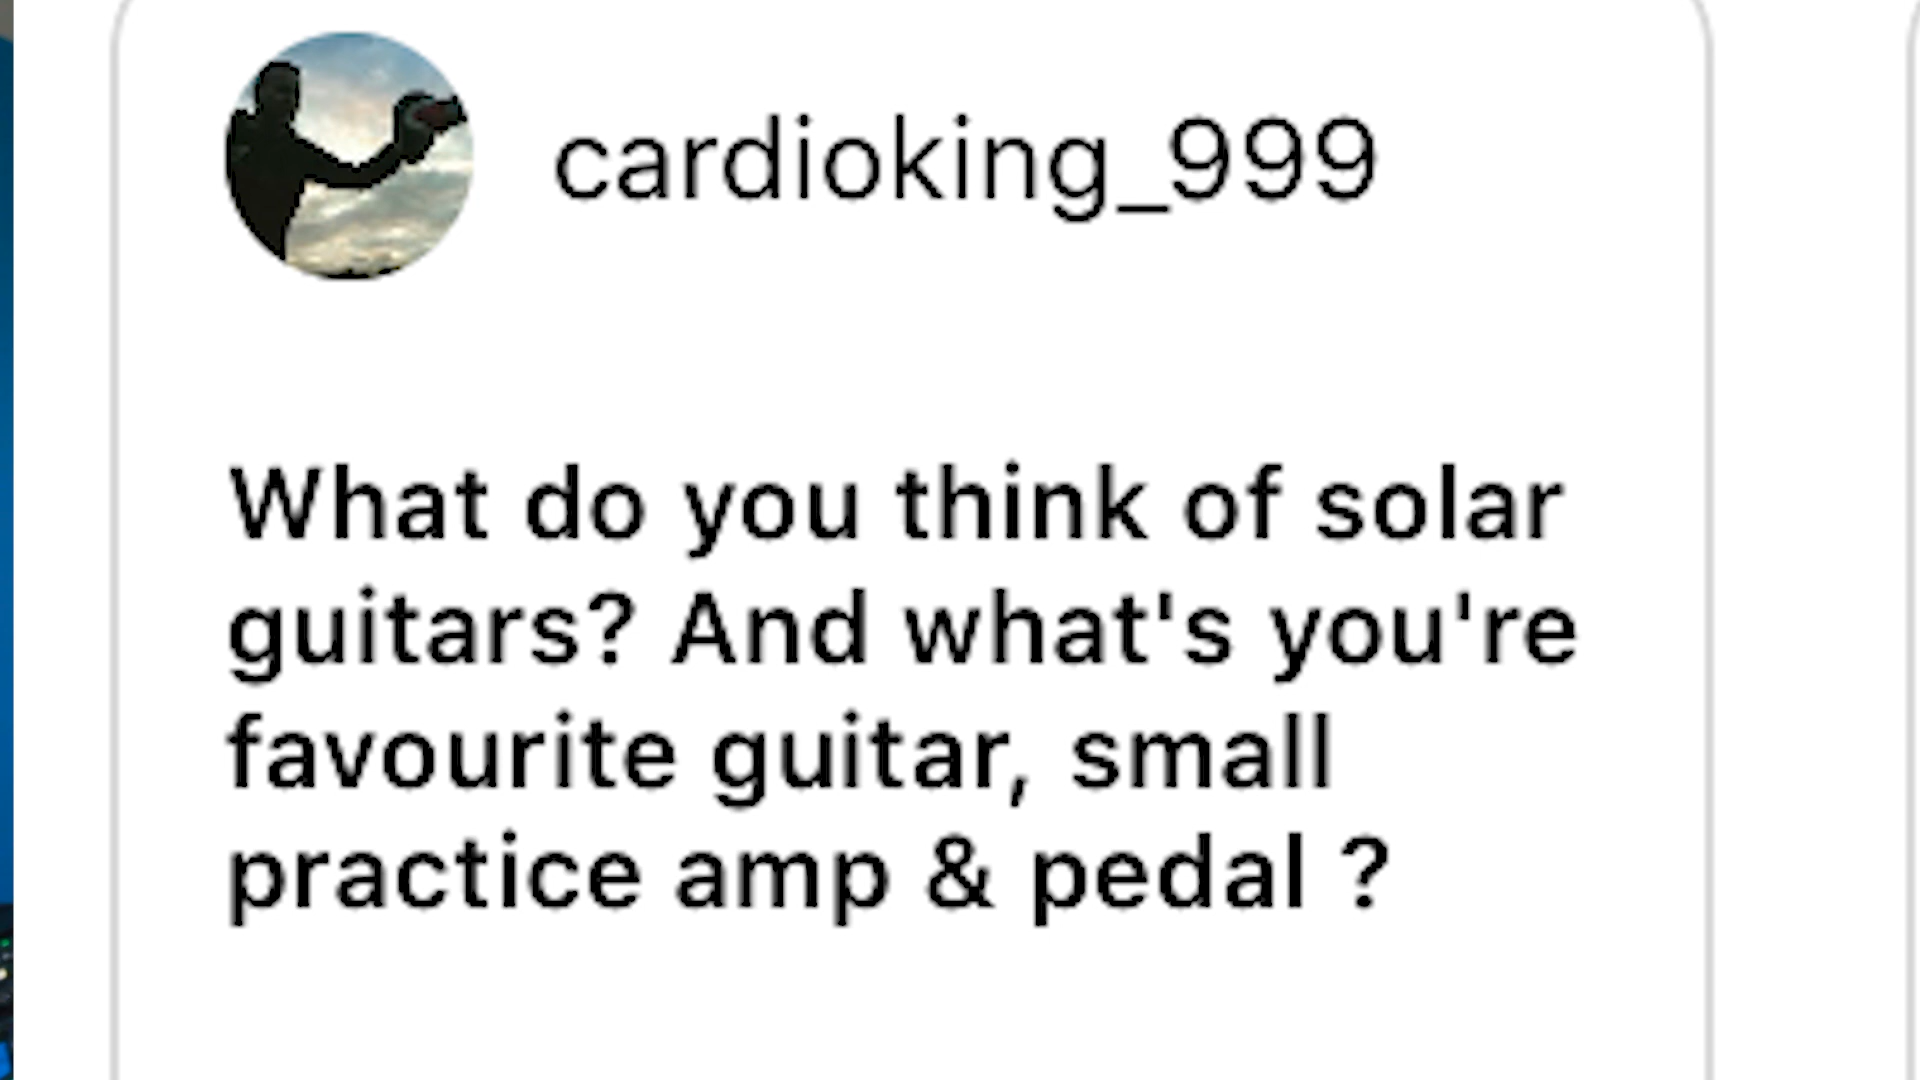 cardioking_999
What do you think of solar
guitars? And what's you're
favourite guitar, small
practice amp & pedal ?